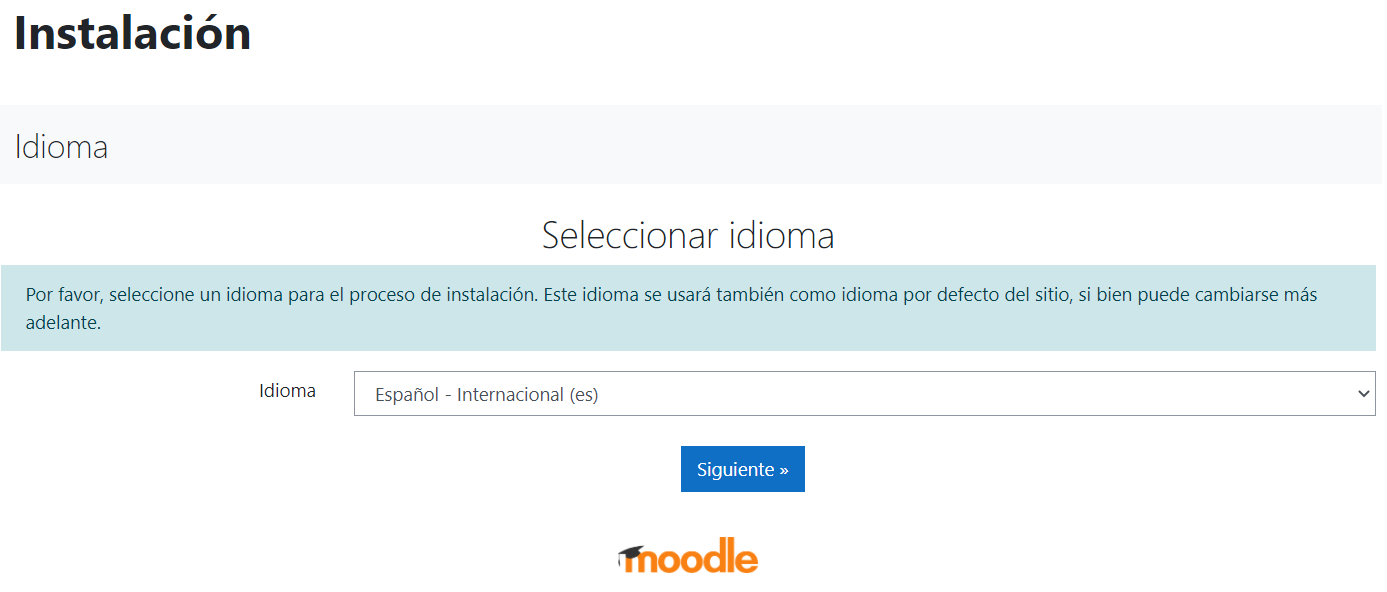 Instalación
Idioma
Seleccionar idioma
Por favor, seleccione un idioma para el proceso de instalación. Este idioma se usará también como idioma por defecto del sitio, si bien puede cambiarse más
adelante.
Idioma
Español - Internacional (es)
Siguiente »
moodle